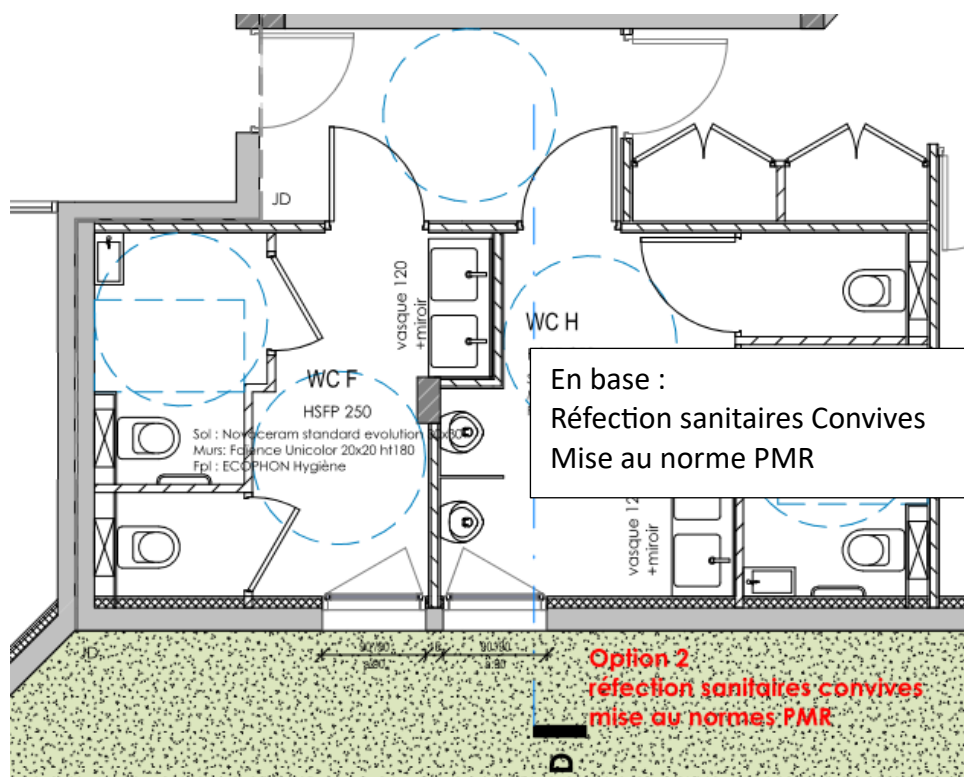 JD
vasque 120
+miroir
WC H
WC F
HSFP 250
Sol : Novoceram standard evolution
Murs: Faïence Unicolor 20x20 ht180
Fpl : ECOPHON Hygiène
En base :
Réfection sanitaires Convives
Mise au norme PMR
vasque 12
+miroir
JD
Option 2
réfection sanitaires convives
mise au normes PMR
D